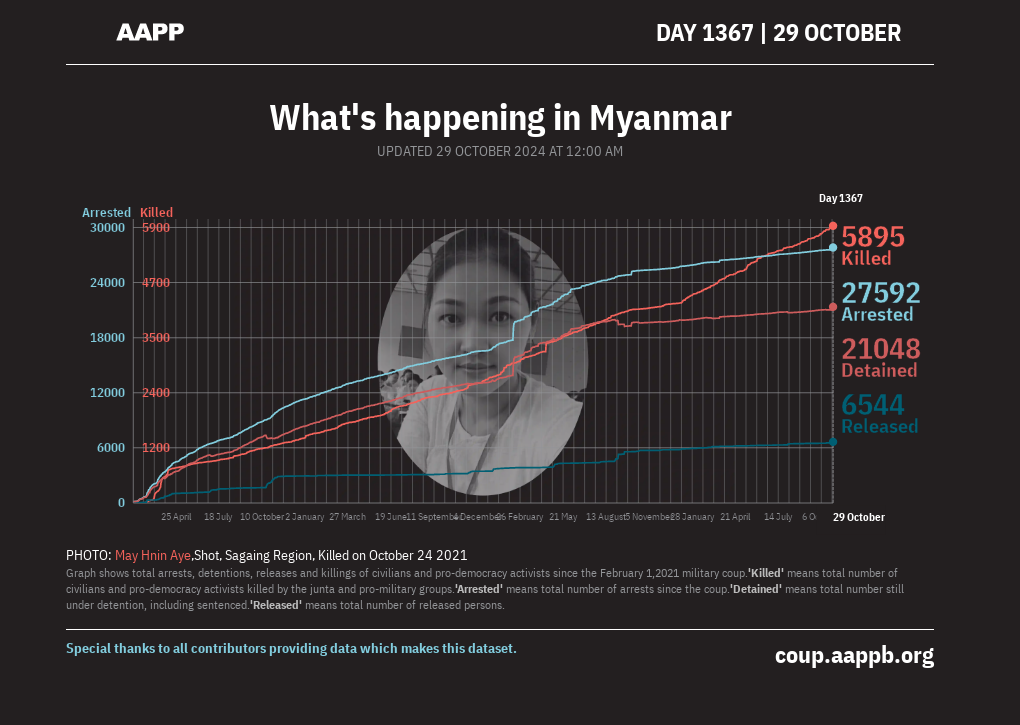 AAPP
DAY 1367 | 29 OCTOBER
What's happening in Myanmar
UPDATED 29 OCTOBER 2024 AT 12:00 AM
Day 1367
Arrested Killed
30000 5900
24000 4700
18000 3500
12000 2400
6000 1200
0
5895
Killed
27592
Arrested
21048
Detained
6544
Released
25 April 18 July 10 October 2 January 27 March 19 June 11 September 4 December 26 February 21 May 13 August 5 November 28 January 21 April 14 July 6 O 29 October
PHOTO: May Hnin Aye,Shot, Sagaing Region, Killed on October 24 2021
Graph shows total arrests, detentions, releases and killings of civilians and pro-democracy activists since the February 1,2021 military coup.'Killed' means total number of
civilians and pro-democracy activists killed by the junta and pro-military groups.'Arrested' means total number of arrests since the coup.'Detained' means total number still
under detention, including sentenced.'Released' means total number of released persons.
Special thanks to all contributors providing data which makes this dataset.
coup.aappb.org